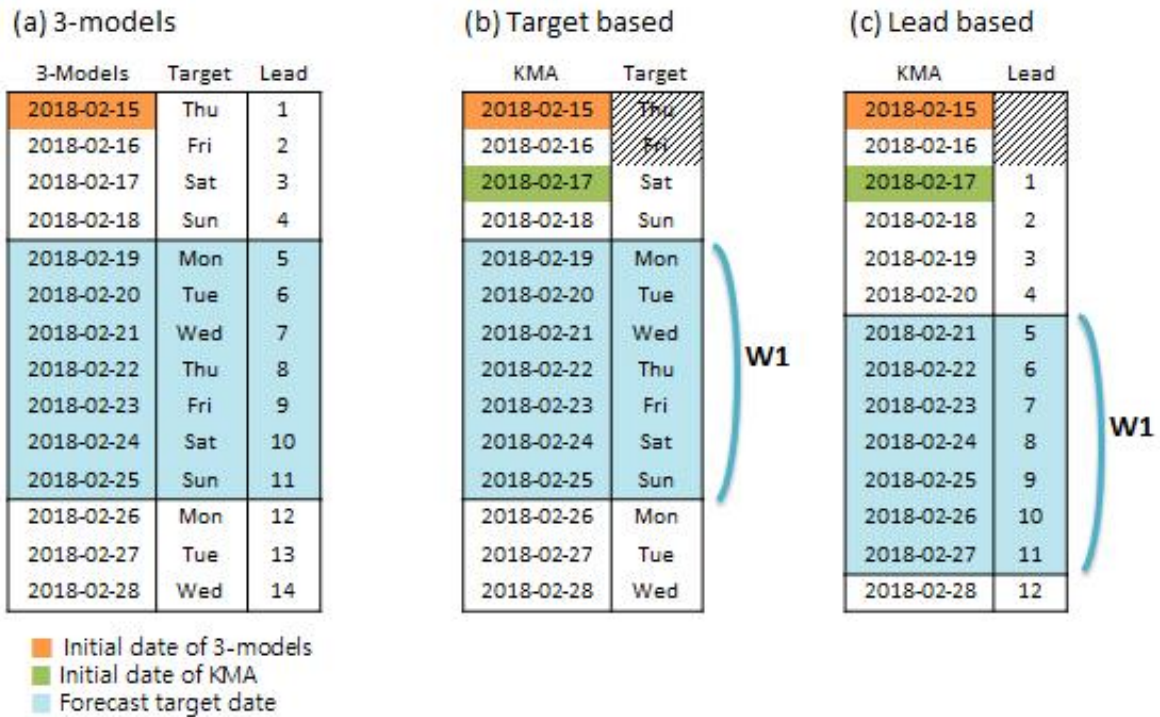 (a) 3-models (b) Target based (c) Lead based
3-Models Target Lead KMA Target KMA Lead
2018-02-15 Thu 1 2018-02-15 Thu 2018-02-15
2018-02-16 Fri 2 2018-02-16 Fri 2018-02-16
2018-02-17 Sat 3 2018-02-17 Sat 2018-02-17 1
2018-02-18 Sun 4 2018-02-18 Sun 2018-02-18 2
2018-02-19 Mon 5 2018-02-19 Mon 2018-02-19 3
2018-02-20 Tue 6 2018-02-20 Tue 2018-02-20 4
2018-02-21 Wed 7 2018-02-21 Wed 2018-02-21 5
2018-02-22 Thu 8 2018-02-22 Thu W1 2018-02-22 6
2018-02-23 Fri 9 2018-02-23 Fri 2018-02-23 7
2018-02-24 Sat 10 2018-02-24 Sat 2018-02-24 8 W1
2018-02-25 Sun 11 2018-02-25 Sun 2018-02-25 9
2018-02-26 Mon 12 2018-02-26 Mon 2018-02-26 10
2018-02-27 Tue 13 2018-02-27 Tue 2018-02-27 11
2018-02-28 Wed 14 2018-02-28 Wed 2018-02-28 12
Initial date of 3-models
Initial date of KMA
Forecast target date